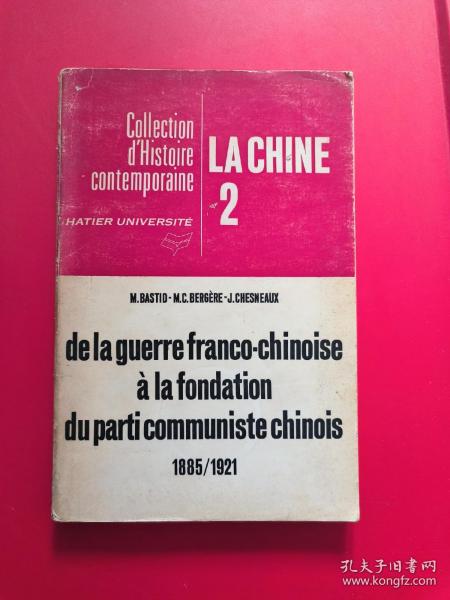 Collection
d'Histoire
contemporaine
HATIER UNIVERSITÉ
LA CHINE
2
M. BASTID - M.C. BERGÈRE - J. CHESNEAUX
de la guerre franco-chinoise
à la fondation
du parti communiste chinois
1885/1921
孔夫子旧书网
www.kongfz.com